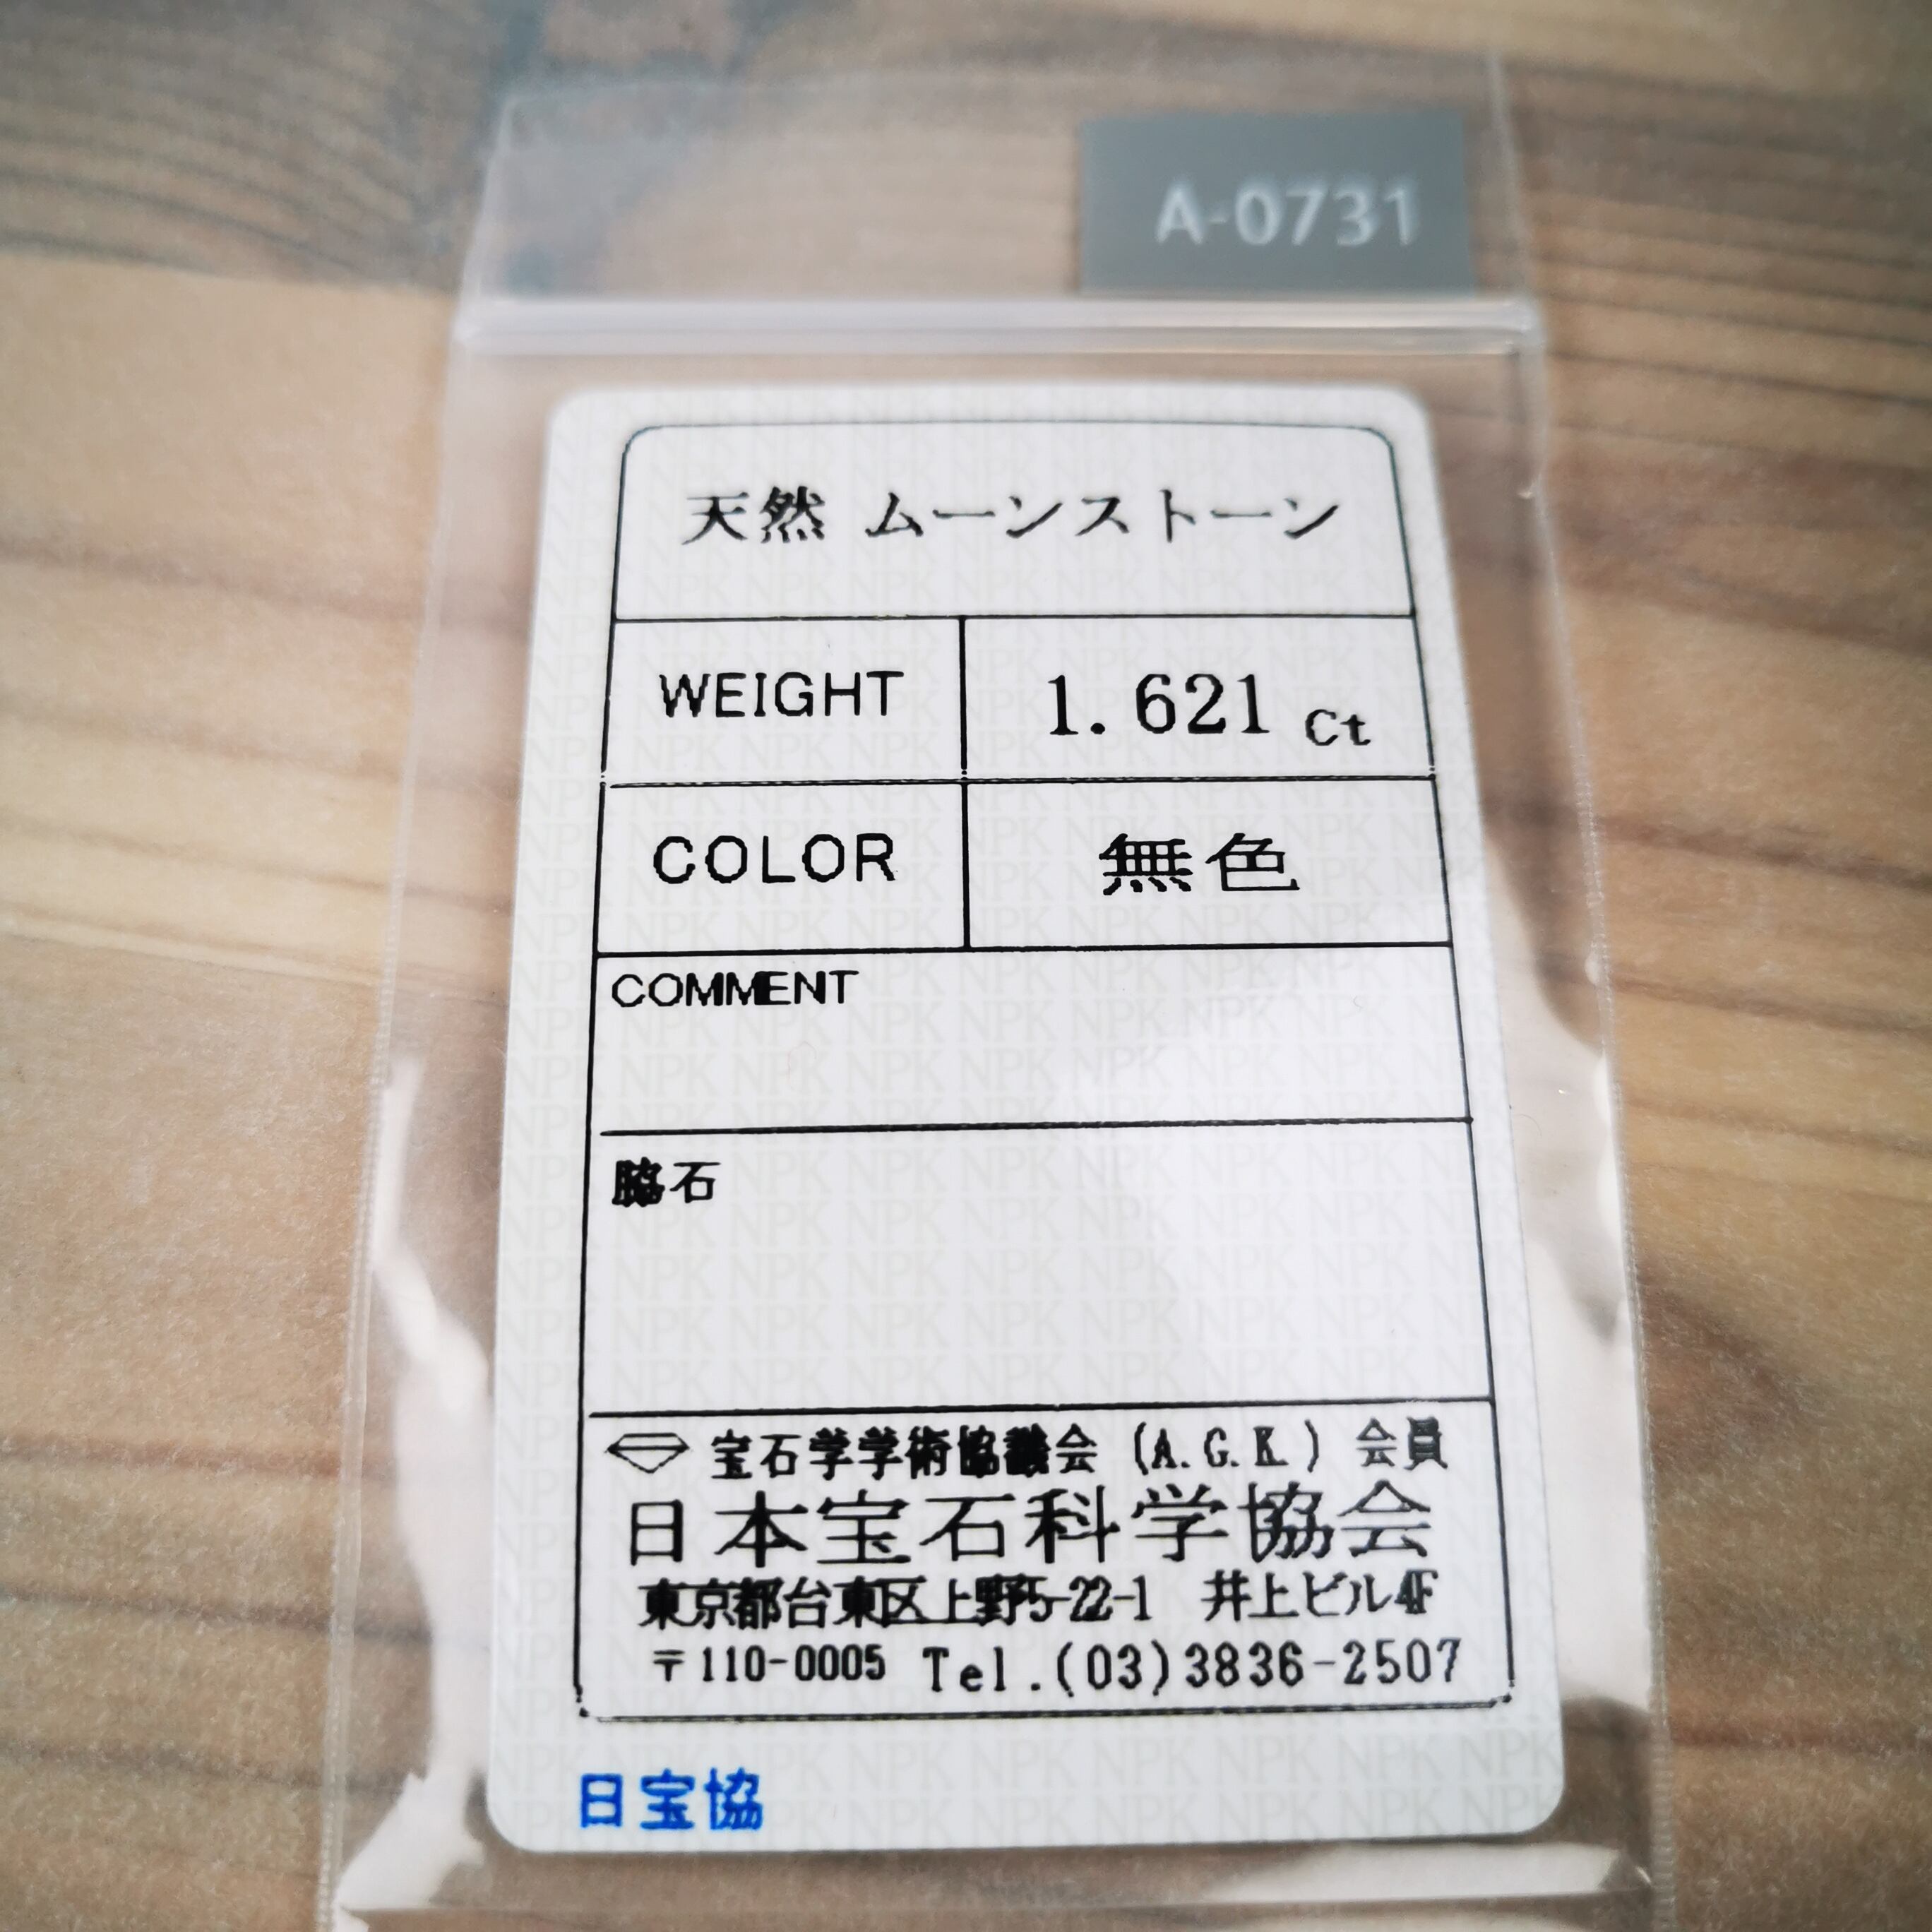 A-0731
天然 ムーンストーン
WEIGHT 1.621 Ct
COLOR 無色
COMMENT
脇石
宝石学学術協議会 (A.G.K.) 会員
日本宝石科学協会
東京都台東区上野5-22-1 井上ビル4F
〒110-0005 Tel.(03)3836-2507
日宝協